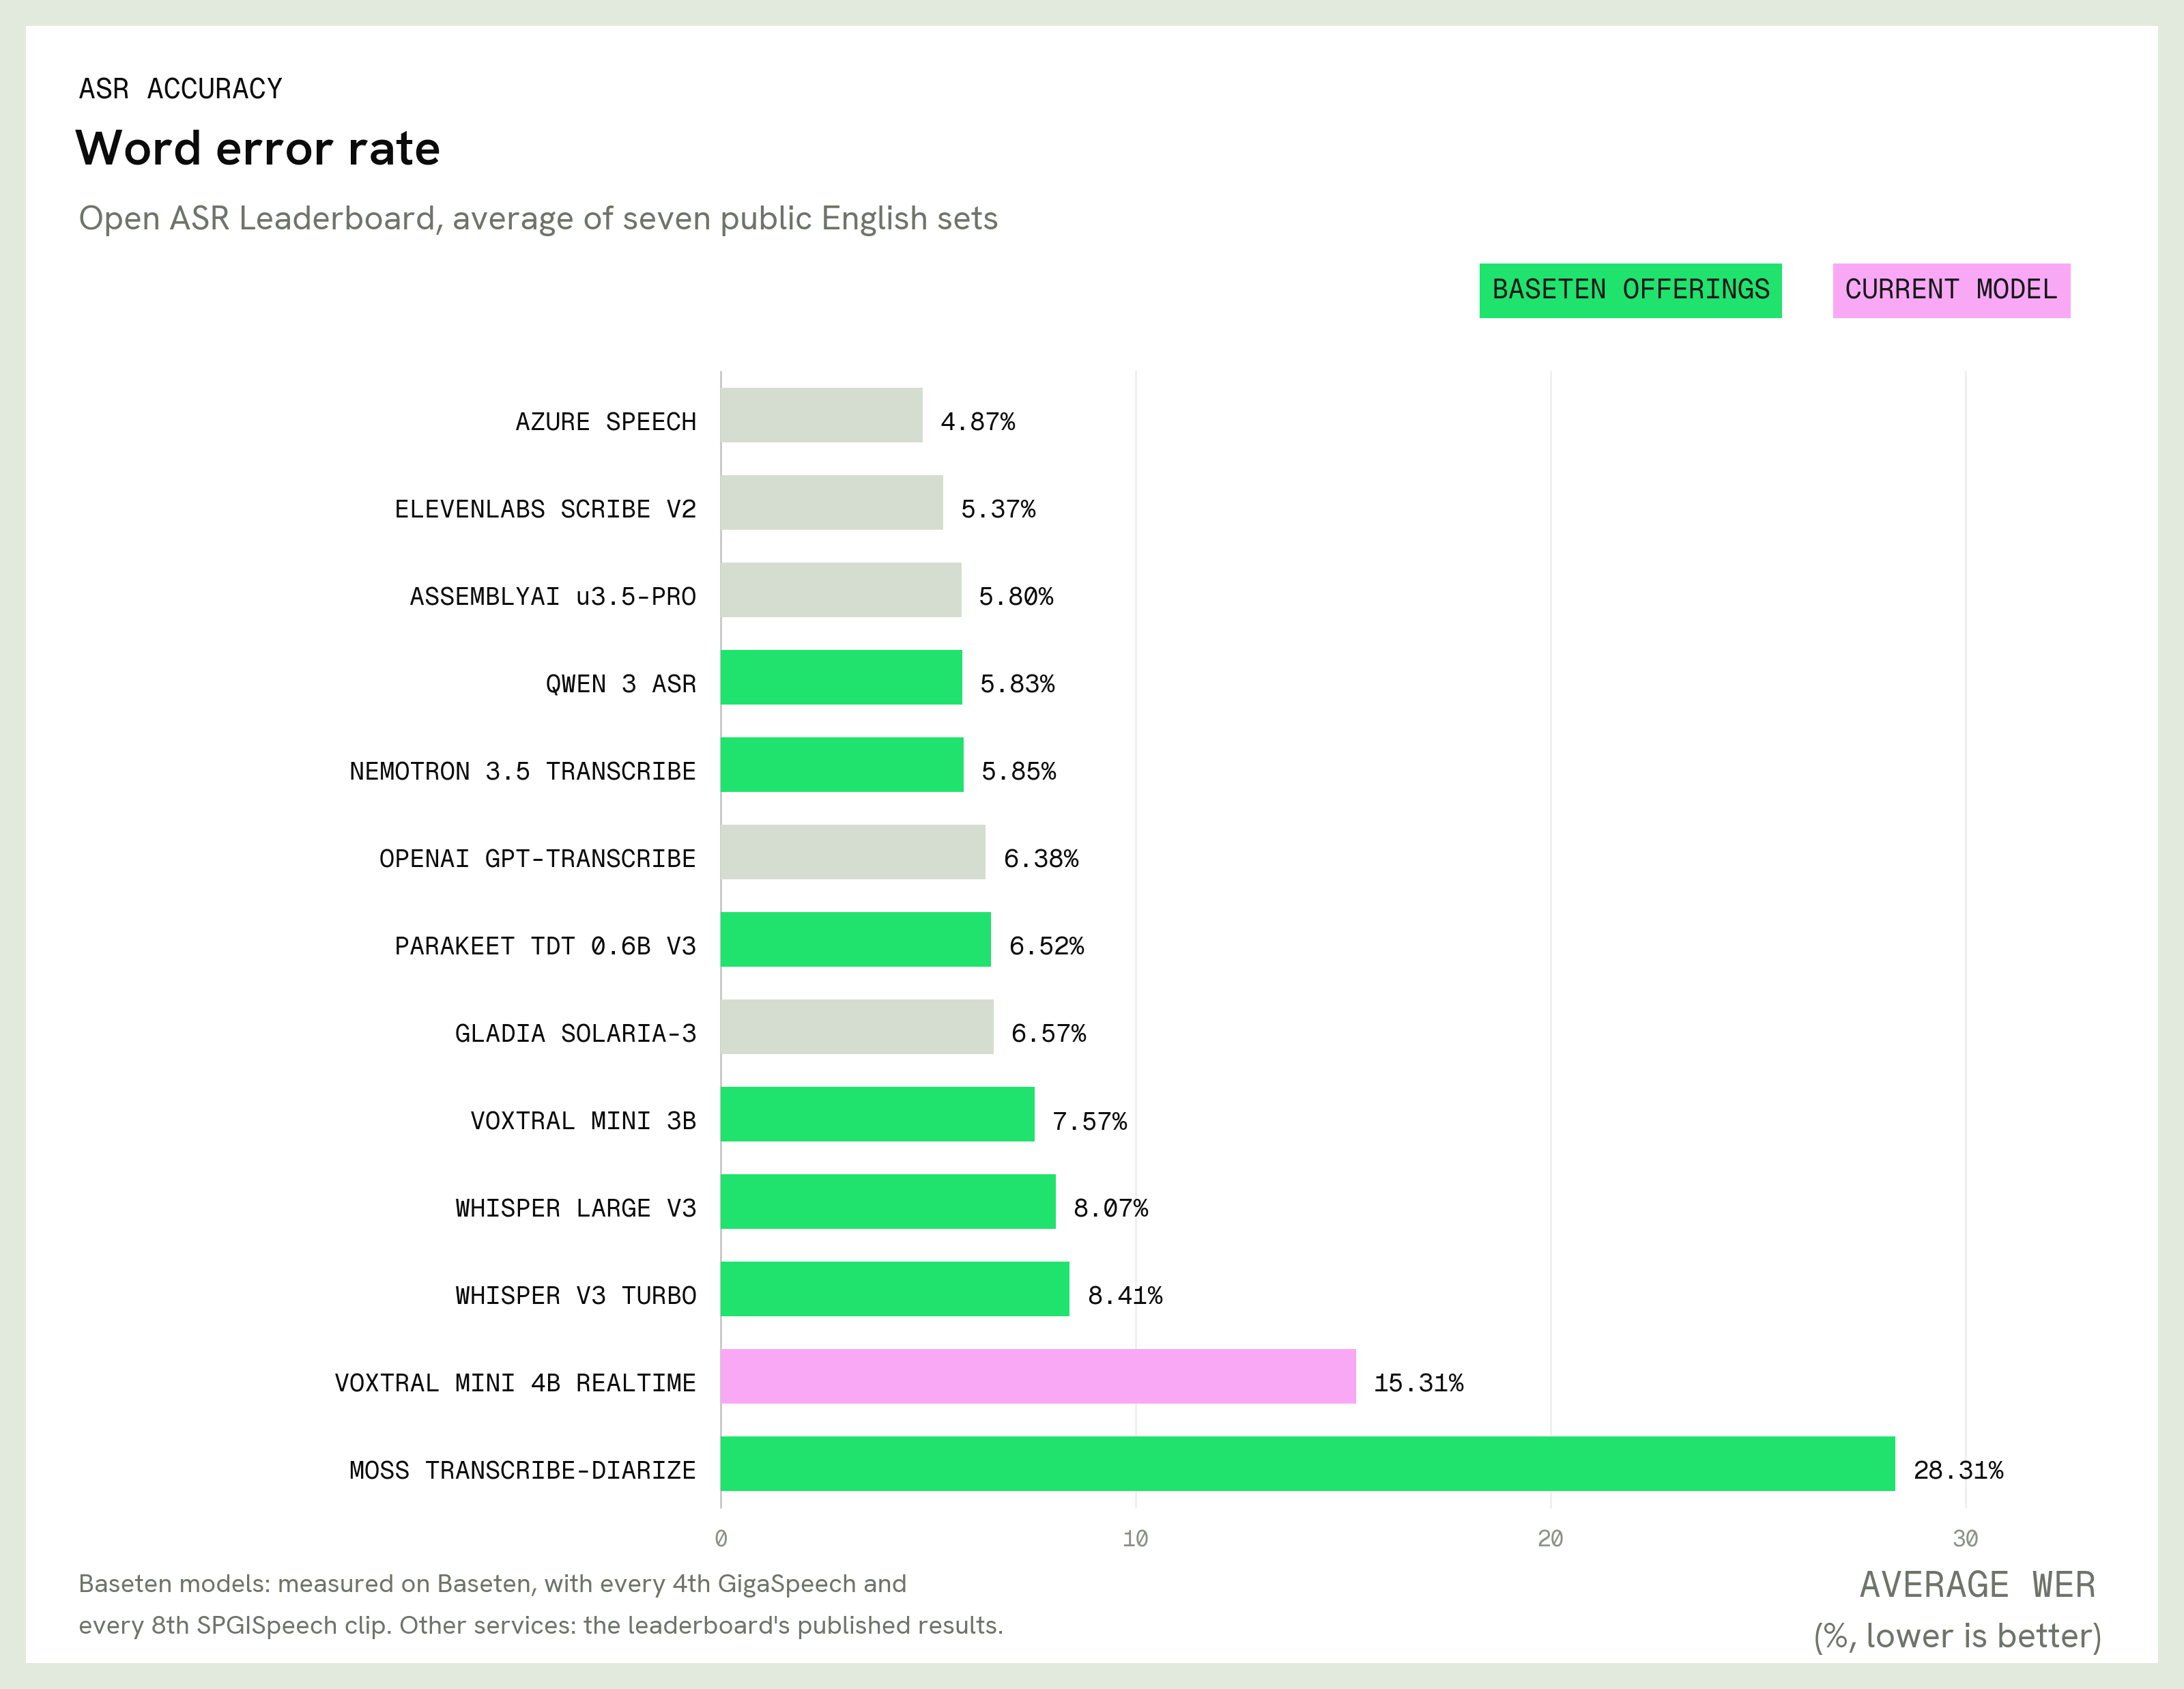 ASR ACCURACY
Word error rate
Open ASR Leaderboard, average of seven public English sets
BASETEN OFFERINGS CURRENT MODEL
AZURE SPEECH 4.87%
ELEVENLABS SCRIBE V2 5.37%
ASSEMBLYAI u3.5-PRO 5.80%
QWEN 3 ASR 5.83%
NEMOTRON 3.5 TRANSCRIBE 5.85%
OPENAI GPT-TRANSCRIBE 6.38%
PARAKEET TDT 0.6B V3 6.52%
GLADIA SOLARIA-3 6.57%
VOXTRAL MINI 3B 7.57%
WHISPER LARGE V3 8.07%
WHISPER V3 TURBO 8.41%
VOXTRAL MINI 4B REALTIME 15.31%
MOSS TRANSCRIBE-DIARIZE 28.31%
0 10 20 30
Baseten models: measured on Baseten, with every 4th GigaSpeech and
every 8th SPGISpeech clip. Other services: the leaderboard's published results.
AVERAGE WER
(%, lower is better)